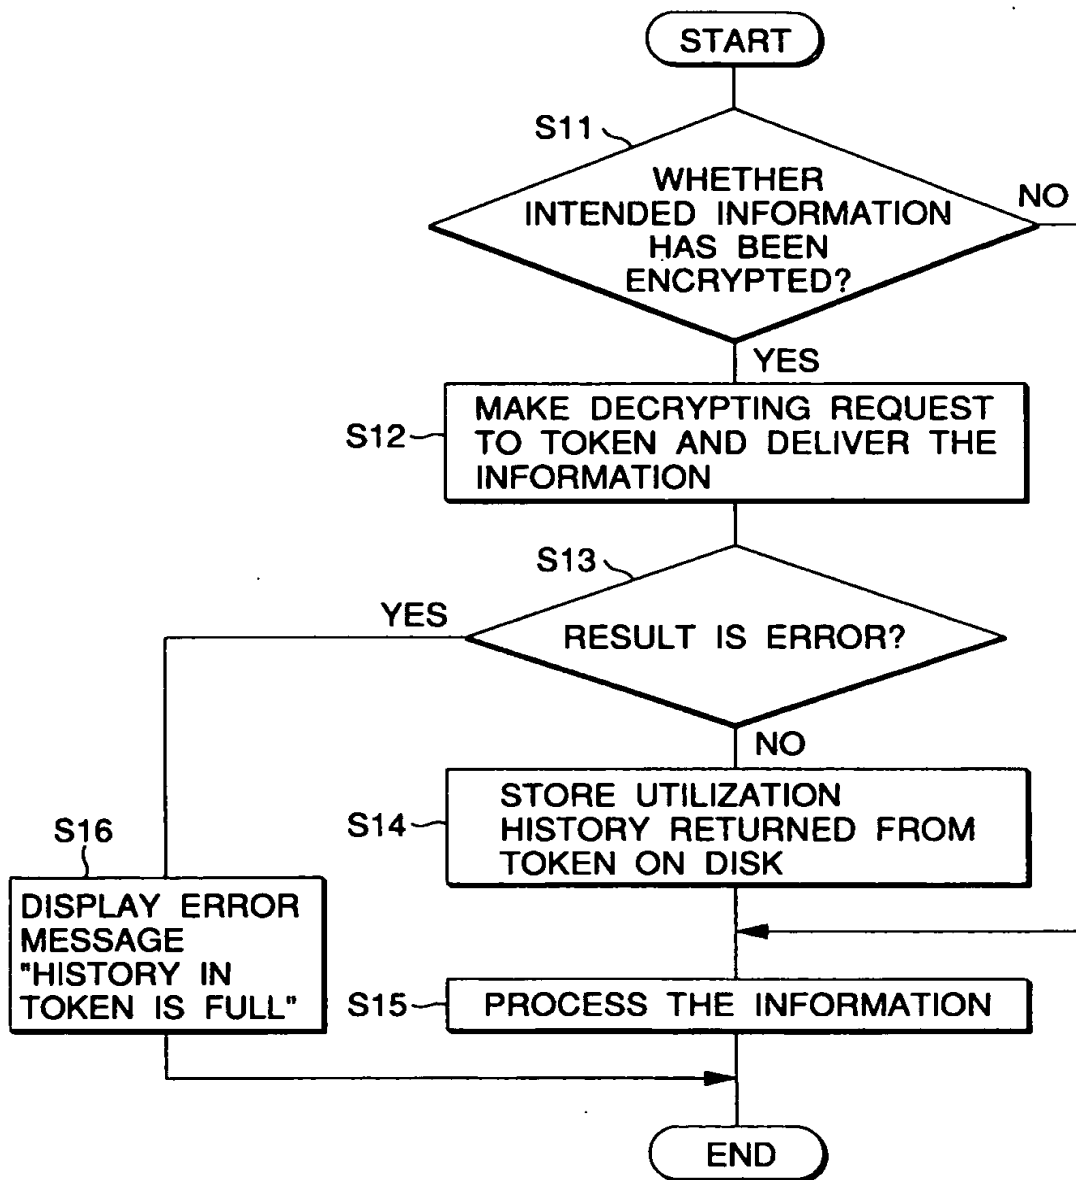 START
S11
WHETHER
INTENDED INFORMATION
HAS BEEN
ENCRYPTED?
NO
YES
S12
MAKE DECRYPTING REQUEST
TO TOKEN AND DELIVER THE
INFORMATION
S13
YES
RESULT IS ERROR?
NO
S14
STORE UTILIZATION
HISTORY RETURNED FROM
TOKEN ON DISK
S16
DISPLAY ERROR
MESSAGE
"HISTORY IN
TOKEN IS FULL"
S15
PROCESS THE INFORMATION
END